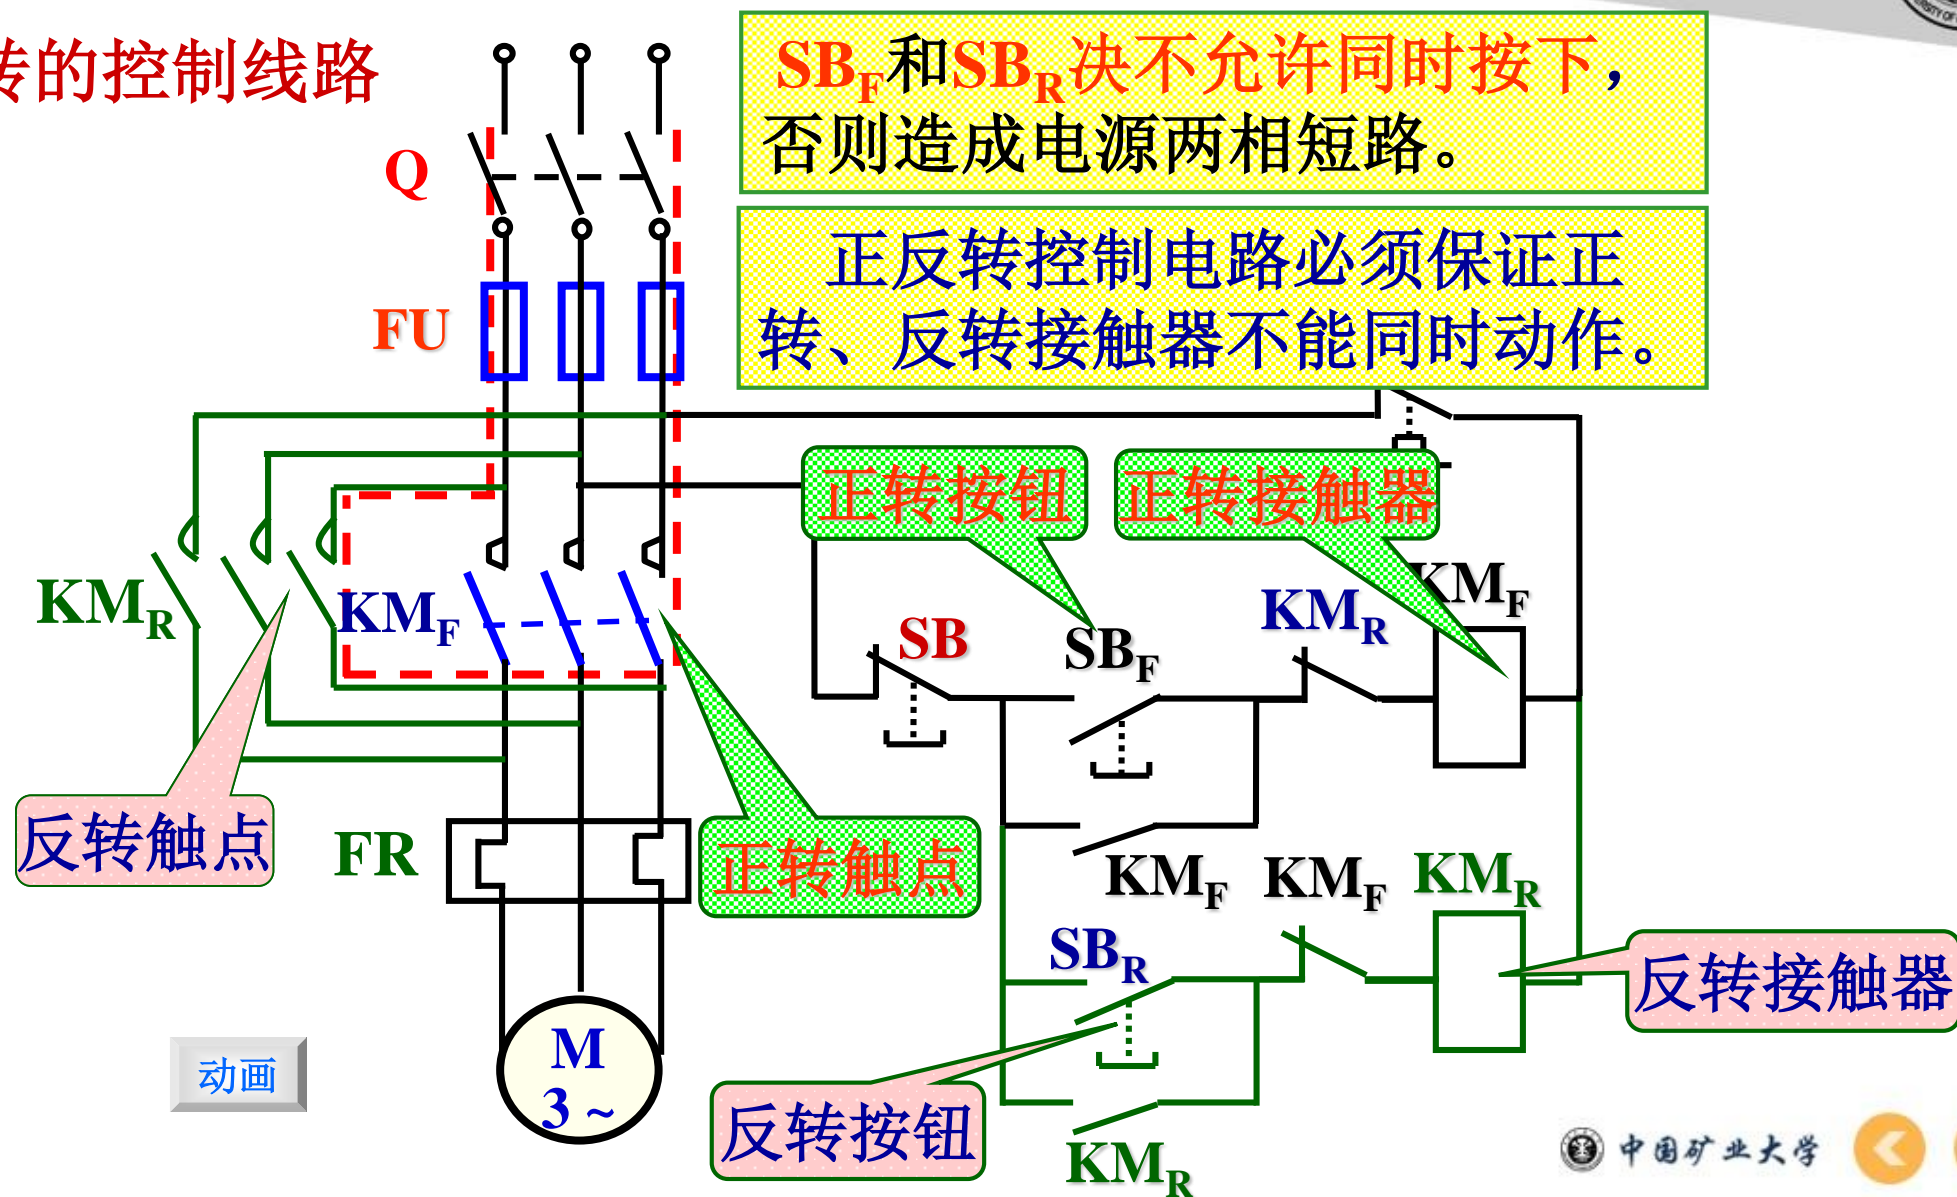 转的控制线路
SBF和SBR决不允许同时按下，
否则造成电源两相短路。
正反转控制电路必须保证正
转、反转接触器不能同时动作。
Q
FU
正转按钮
正转接触器
KMR
KMF
SB
SBF
KMR
KMF
反转触点
FR
正转触点
KMF
KMF
KMR
SBR
反转接触器
M
3 ~
动画
反转按钮
KMR
中国矿业大学